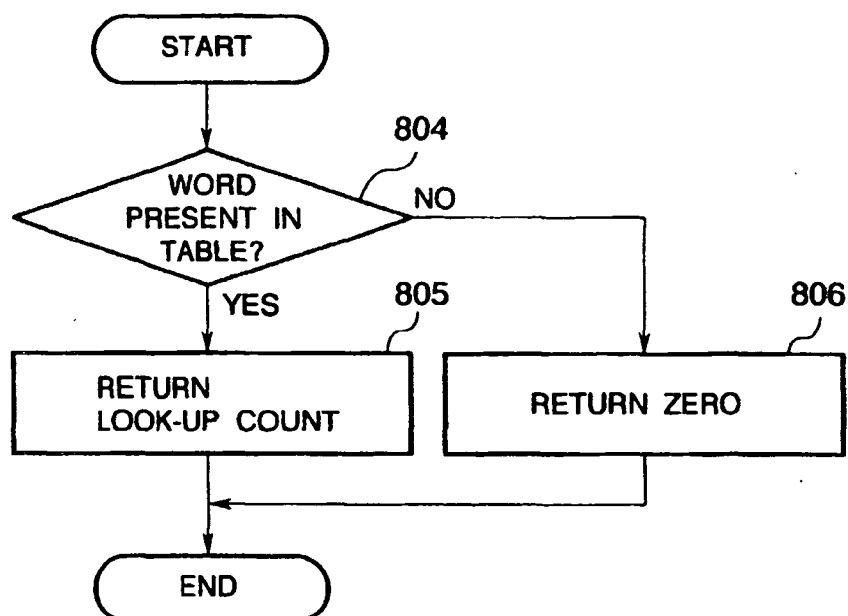 START
804
WORD
PRESENT IN
TABLE?
NO
YES
805
RETURN
LOOK-UP COUNT
806
RETURN ZERO
END